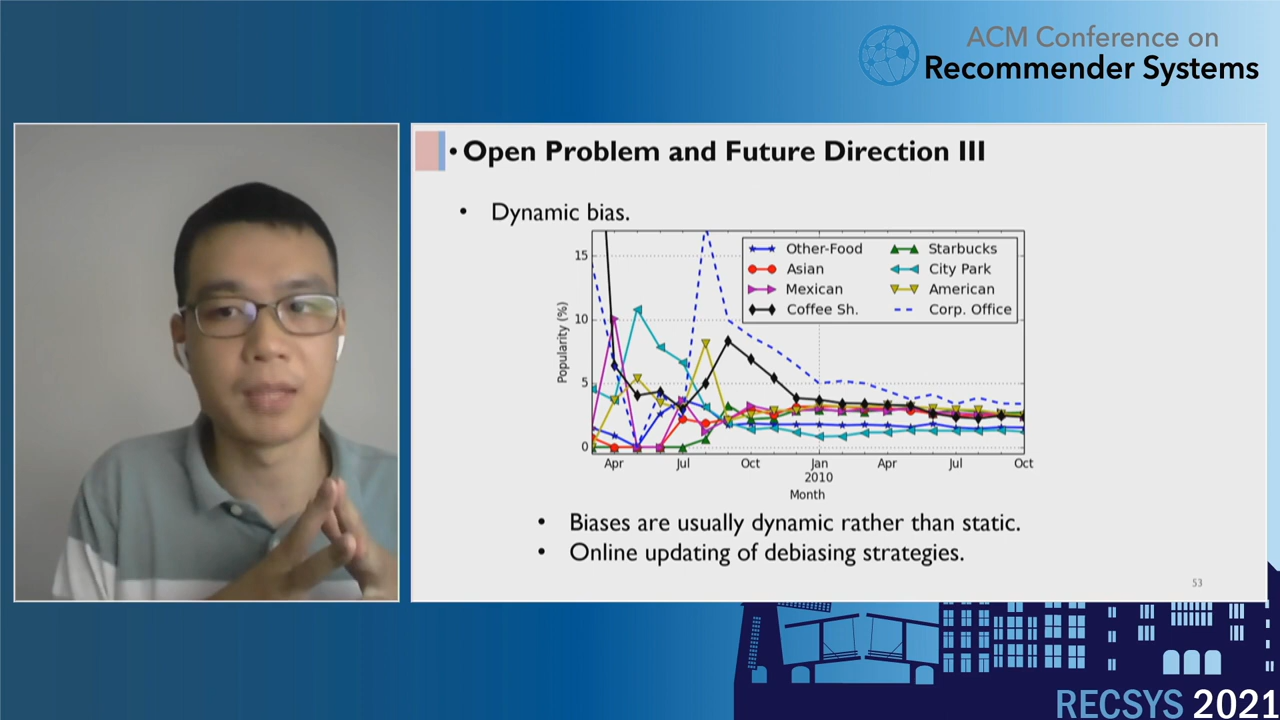 ACM Conference on
Recommender Systems
• Open Problem and Future Direction III
• Dynamic bias.
15
10
5
0
Popularity (%)
Other-Food
Asian
Mexican
Coffee Sh.
Starbucks
City Park
American
Corp. Office
Apr
Jul
Oct
Jan
2010
Apr
Jul
Oct
Month
• Biases are usually dynamic rather than static.
• Online updating of debiasing strategies.
53
RECSYS 2021